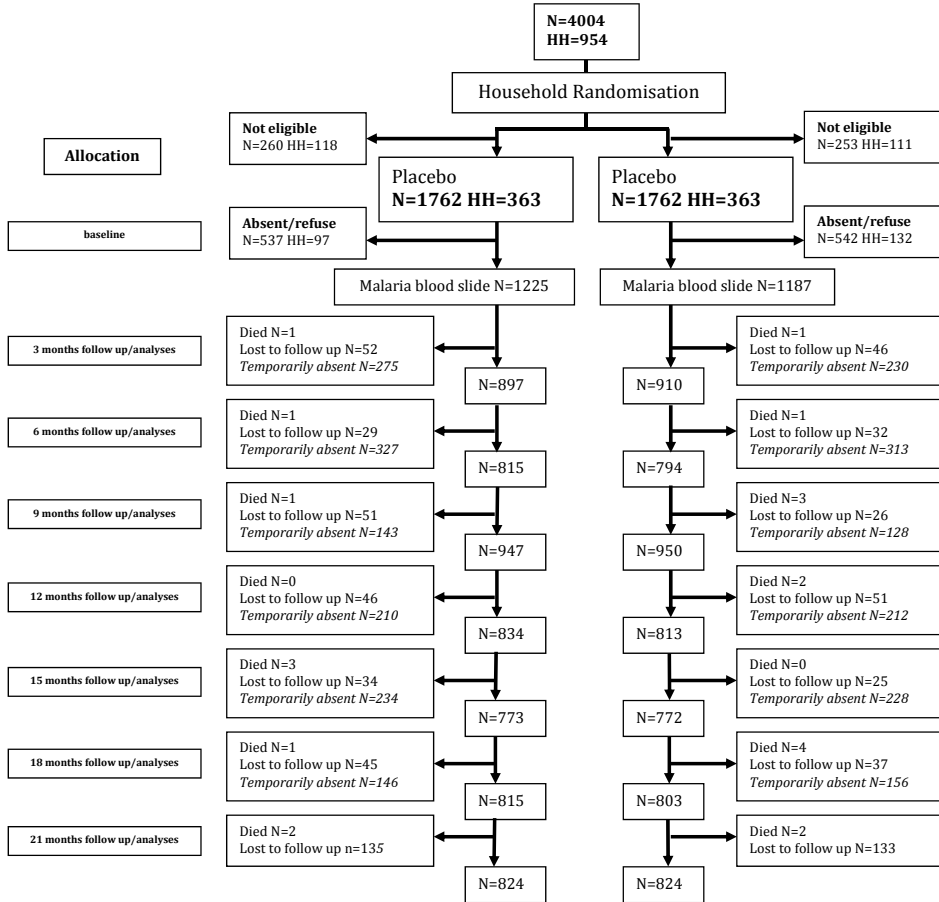 N=4004
HH=954
Household Randomisation
Not eligible
N=260 HH=118
Not eligible
N=253 HH=111
Allocation
Placebo
N=1762 HH=363
Placebo
N=1762 HH=363
baseline
Absent/refuse
N=537 HH=97
Absent/refuse
N=542 HH=132
Malaria blood slide N=1225
Malaria blood slide N=1187
3 months follow up/analyses
Died N=1
Lost to follow up N=52
Temporarily absent N=275
Died N=1
Lost to follow up N=46
Temporarily absent N=230
N=897
N=910
6 months follow up/analyses
Died N=1
Lost to follow up N=29
Temporarily absent N=327
Died N=1
Lost to follow up N=32
Temporarily absent N=313
N=815
N=794
9 months follow up/analyses
Died N=1
Lost to follow up N=51
Temporarily absent N=143
Died N=3
Lost to follow up N=26
Temporarily absent N=128
N=947
N=950
12 months follow up/analyses
Died N=0
Lost to follow up N=46
Temporarily absent N=210
Died N=2
Lost to follow up N=51
Temporarily absent N=212
N=834
N=813
15 months follow up/analyses
Died N=3
Lost to follow up N=34
Temporarily absent N=234
Died N=0
Lost to follow up N=25
Temporarily absent N=228
N=773
N=772
18 months follow up/analyses
Died N=1
Lost to follow up N=45
Temporarily absent N=146
Died N=4
Lost to follow up N=37
Temporarily absent N=156
N=815
N=803
21 months follow up/analyses
Died N=2
Lost to follow up n=135
Died N=2
Lost to follow up N=133
N=824
N=824